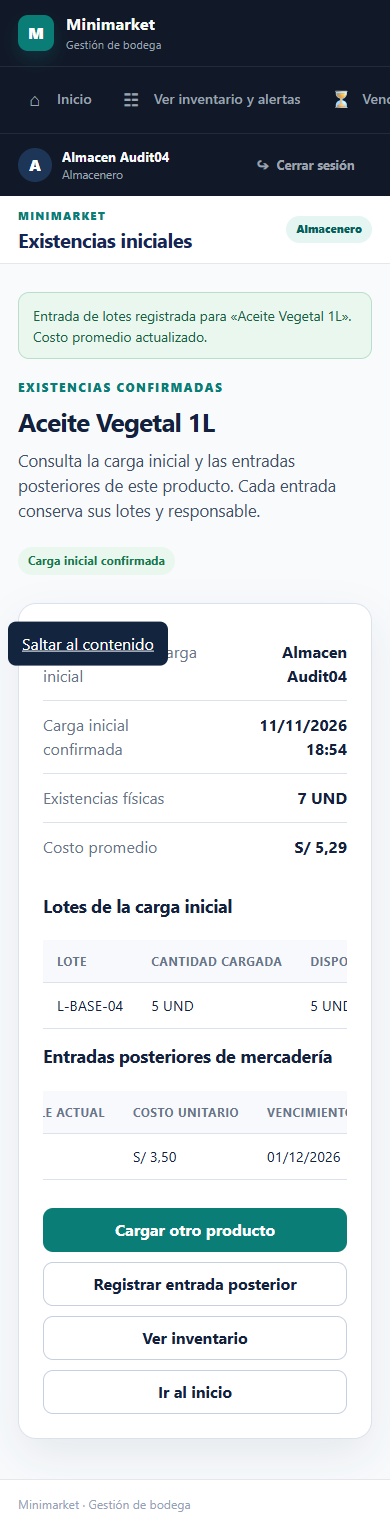 M
Minimarket
Gestión de bodega
Inicio
Ver inventario y alertas
A
Almacen Audit04
Almacenero
Cerrar sesión
MINIMARKET
Existencias iniciales
Almacenero
Entrada de lotes registrada para «Aceite Vegetal 1L».
Costo promedio actualizado.
EXISTENCIAS CONFIRMADAS
Aceite Vegetal 1L
Consulta la carga inicial y las entradas
posteriores de este producto. Cada entrada
conserva sus lotes y responsable.
Carga inicial confirmada
Saltar al contenido
inicial
Almacen
Audit04
Carga inicial
confirmada
11/11/2026
18:54
Existencias físicas
7 UND
Costo promedio
S/ 5,29
Lotes de la carga inicial
LOTE
CANTIDAD CARGADA
L-BASE-04
5 UND
5 UND
Entradas posteriores de mercadería
ACTUAL
COSTO UNITARIO
VENCIMIENTO
S/ 3,50
01/12/2026
Cargar otro producto
Registrar entrada posterior
Ver inventario
Ir al inicio
Minimarket · Gestión de bodega